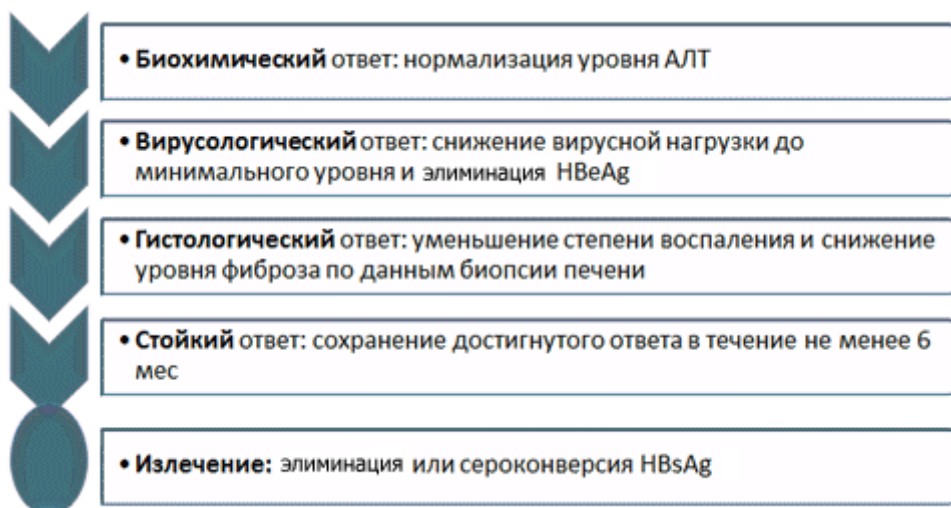 • Биохимический ответ: нормализация уровня АЛТ
• Вирусологический ответ: снижение вирусной нагрузки до
минимального уровня и элиминация HBeAg
• Гистологический ответ: уменьшение степени воспаления и снижение
уровня фиброза по данным биопсии печени
• Стойкий ответ: сохранение достигнутого ответа в течение не менее 6
мес
• Излечение: элиминация или сероконверсия HBsAg